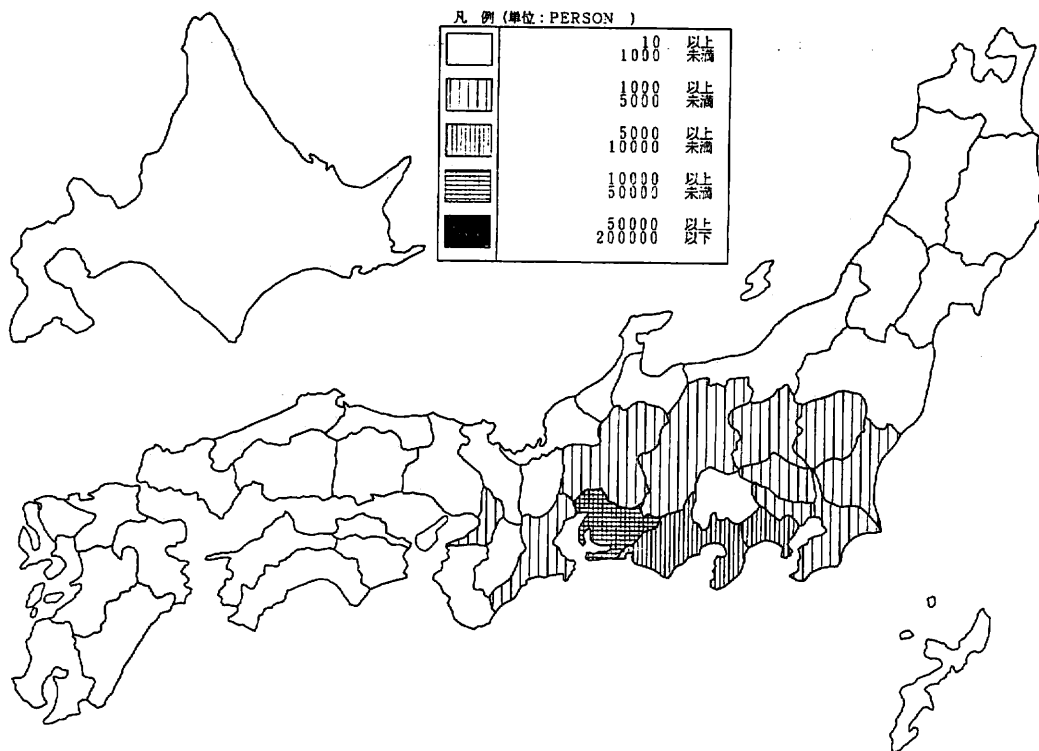 凡 例 (単位:PERSON )
10 以上
1000 未満
1000 以上
5000 未満
5000 以上
10000 未満
10000 以上
50000 未満
50000 以上
200000 以下